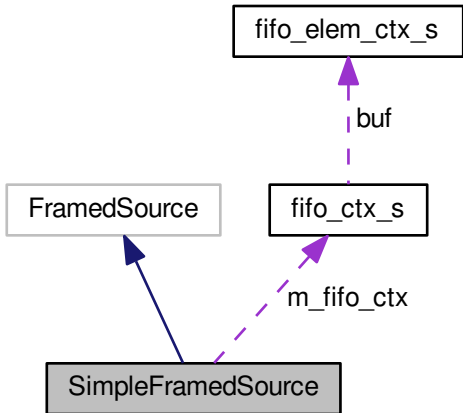 fifo_elem_ctx_s
buf
FramedSource
fifo_ctx_s
m_fifo_ctx
SimpleFramedSource